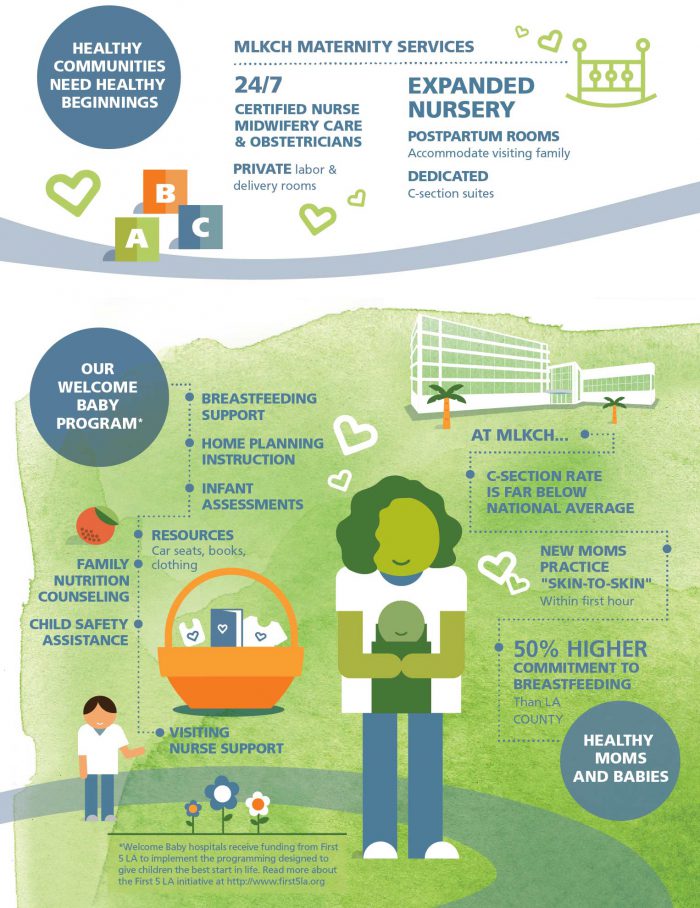 HEALTHY
COMMUNITIES
NEED HEALTHY
BEGINNINGS
MLKCH MATERNITY SERVICES
24/7
CERTIFIED NURSE
MIDWIFERY CARE
& OBSTETRICIANS
PRIVATE labor &
delivery rooms
EXPANDED
NURSERY
POSTPARTUM ROOMS
Accommodate visiting family
DEDICATED
C-section suites
B
A
C
OUR
WELCOME
BABY
PROGRAM*
BREASTFEEDING
SUPPORT
HOME PLANNING
INSTRUCTION
INFANT
ASSESSMENTS
RESOURCES
Car seats, books,
clothing
FAMILY
NUTRITION
COUNSELING
CHILD SAFETY
ASSISTANCE
VISITING
NURSE SUPPORT
AT MLKCH...
C-SECTION RATE
IS FAR BELOW
NATIONAL AVERAGE
NEW MOMS
PRACTICE
"SKIN-TO-SKIN"
Within first hour
50% HIGHER
COMMITMENT TO
BREASTFEEDING
Than LA
COUNTY
HEALTHY
MOMS
AND BABIES
*Welcome Baby hospitals receive funding from First
5 LA to implement the programming designed to
give children the best start in life. Read more about
the First 5 LA initiative at http://www.first5la.org